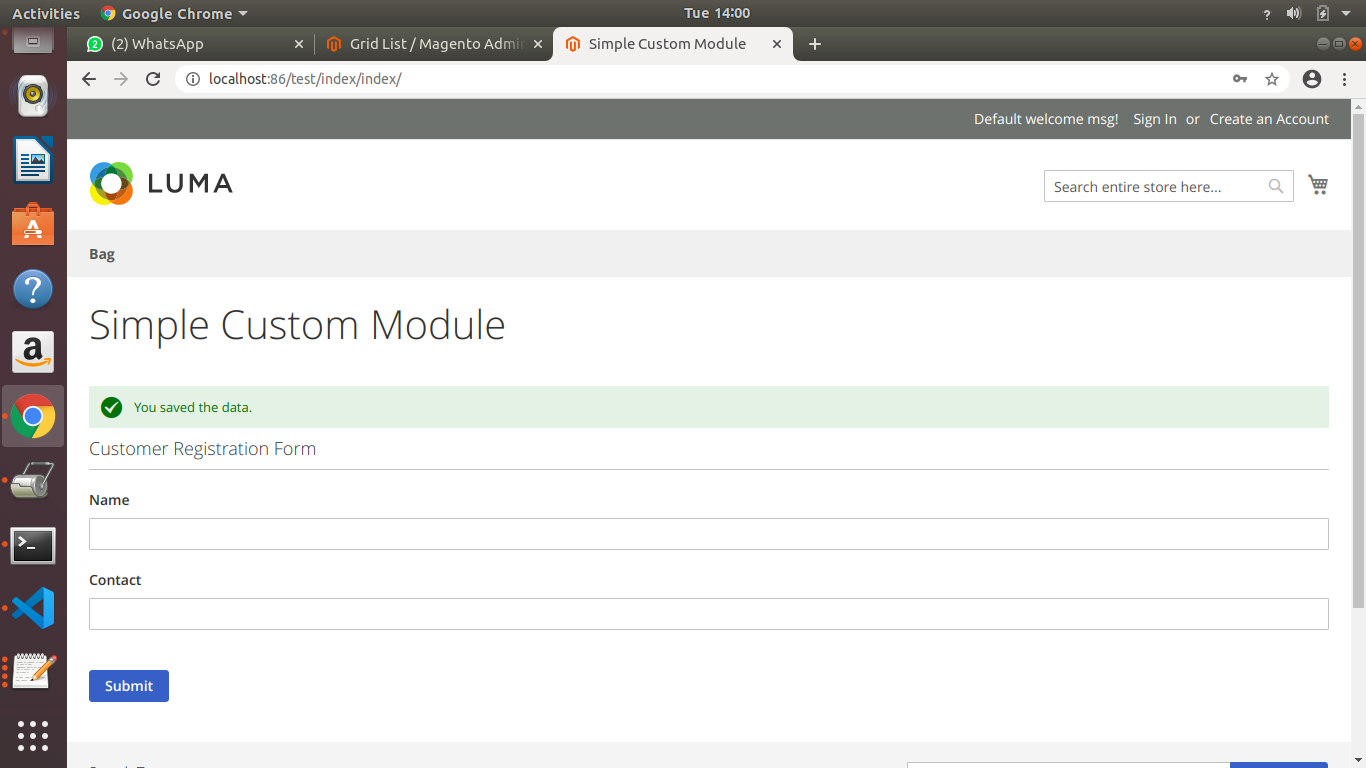 Activities Google Chrome Tue 14:00
(2) WhatsApp Grid List / Magento Admin Simple Custom Module
localhost:86/test/index/index/
Default welcome msg! Sign In or Create an Account
LUMA Search entire store here...
Bag
Simple Custom Module
You saved the data.
Customer Registration Form
Name
Contact
Submit